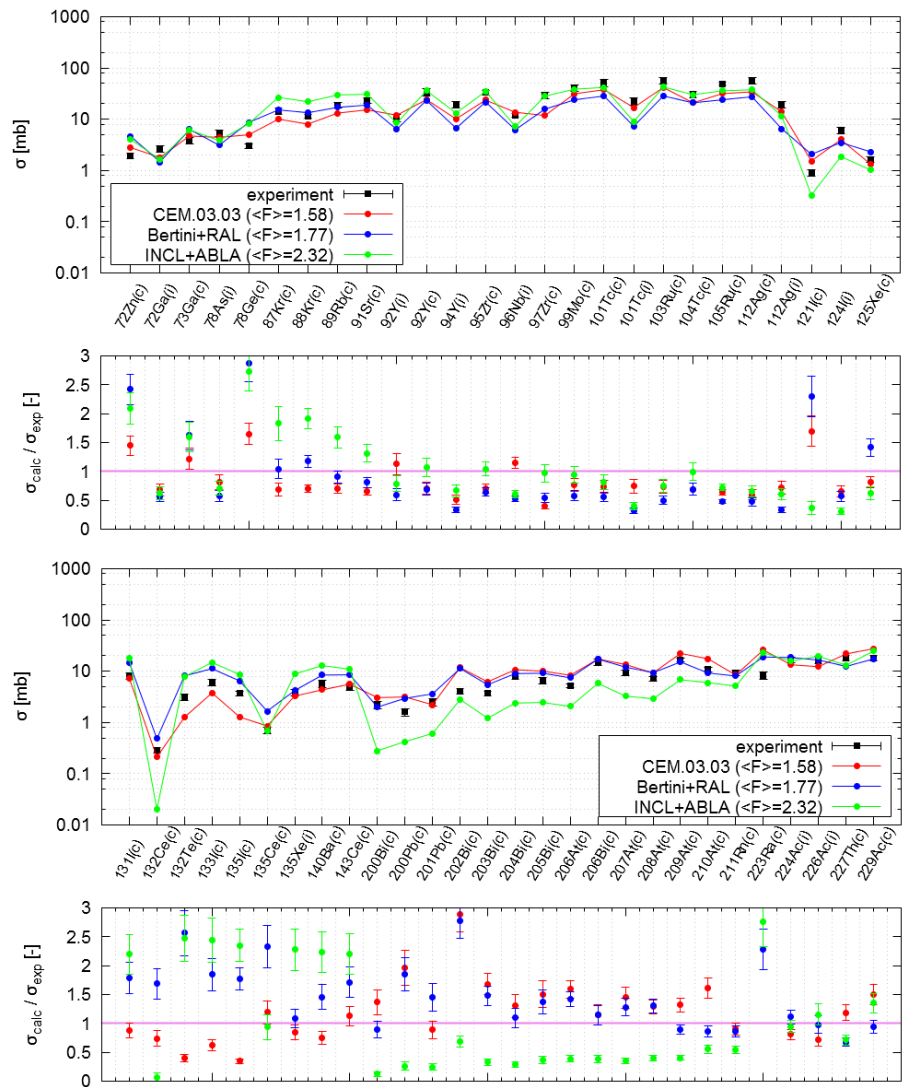 1000
100
10
1
0.1
0.01
σ [mb]
experiment
CEM.03.03 (<F>=1.58)
Bertini+RAL (<F>=1.77)
INCL+ABLA (<F>=2.32)
72Zn(c)
72Ga(i)
73Ga(c)
78As(i)
78Ge(c)
87Kr(c)
88Kr(c)
89Rb(c)
91Sr(c)
92Y(i)
92Y(c)
94Y(i)
95Zr(c)
96Nb(i)
97Zr(c)
99Mo(c)
101Tc(c)
101Tc(i)
103Ru(c)
104Tc(c)
105Ru(c)
112Ag(c)
112Ag(i)
121I(c)
124I(i)
125Xe(c)
3
2.5
2
1.5
1
0.5
0
σcalc / σexp [-]
1000
100
10
1
0.1
0.01
σ [mb]
experiment
CEM.03.03 (<F>=1.58)
Bertini+RAL (<F>=1.77)
INCL+ABLA (<F>=2.32)
131I(c)
132Ce(c)
132Te(c)
133I(c)
135I(c)
135Ce(c)
135Xe(i)
140Ba(c)
143Ce(c)
200Bi(c)
200Pb(c)
201Pb(c)
202Bi(c)
203Bi(c)
204Bi(c)
205Bi(c)
206At(c)
206Bi(c)
207At(c)
208At(c)
209At(c)
210At(c)
211Rn(c)
223Ra(c)
224Ac(i)
226Ac(i)
227Th(c)
229Ac(c)
3
2.5
2
1.5
1
0.5
0
σcalc / σexp [-]